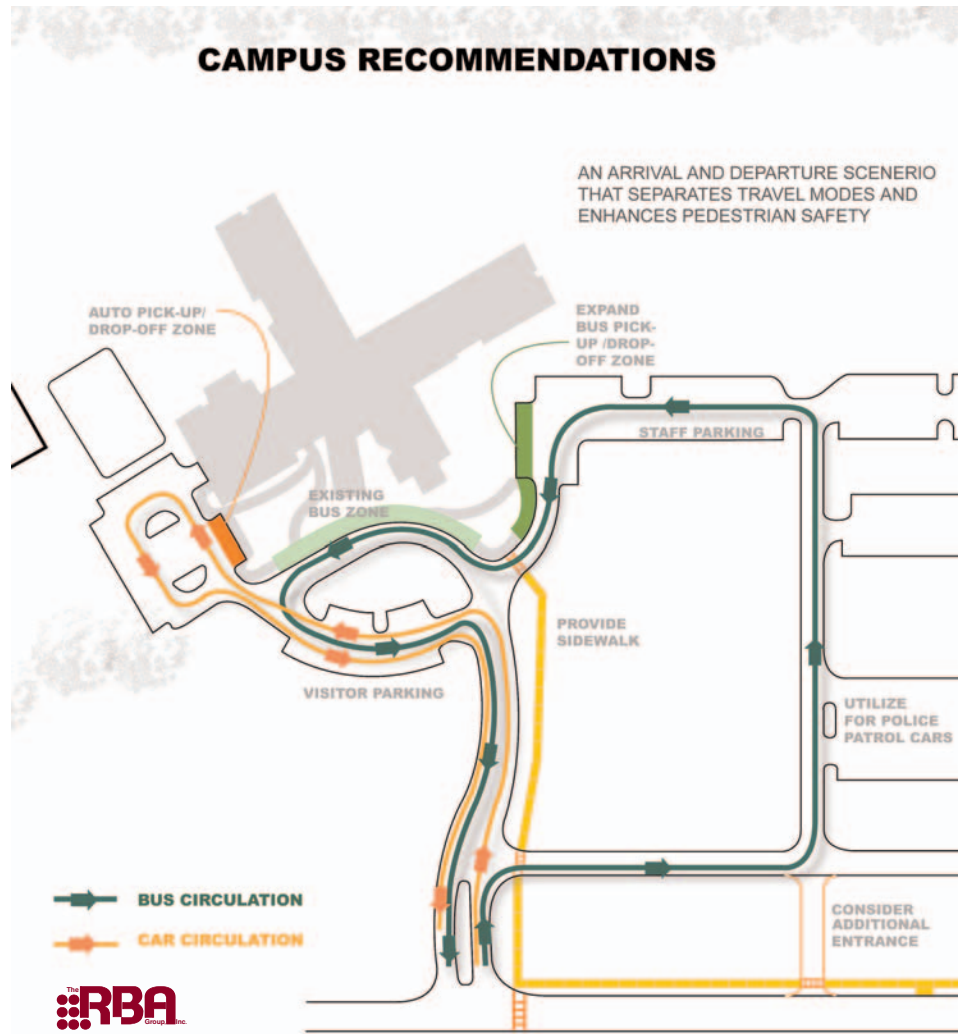 CAMPUS RECOMMENDATIONS
AN ARRIVAL AND DEPARTURE SCENERIO
THAT SEPARATES TRAVEL MODES AND
ENHANCES PEDESTRIAN SAFETY
AUTO PICK-UP/
DROP-OFF ZONE
EXPAND
BUS PICK-
UP /DROP-
OFF ZONE
STAFF PARKING
EXISTING
BUS ZONE
PROVIDE
SIDEWALK
VISITOR PARKING
UTILIZE
FOR POLICE
PATROL CARS
BUS CIRCULATION
CAR CIRCULATION
CONSIDER
ADDITIONAL
ENTRANCE
The
RBA
Group, Inc.